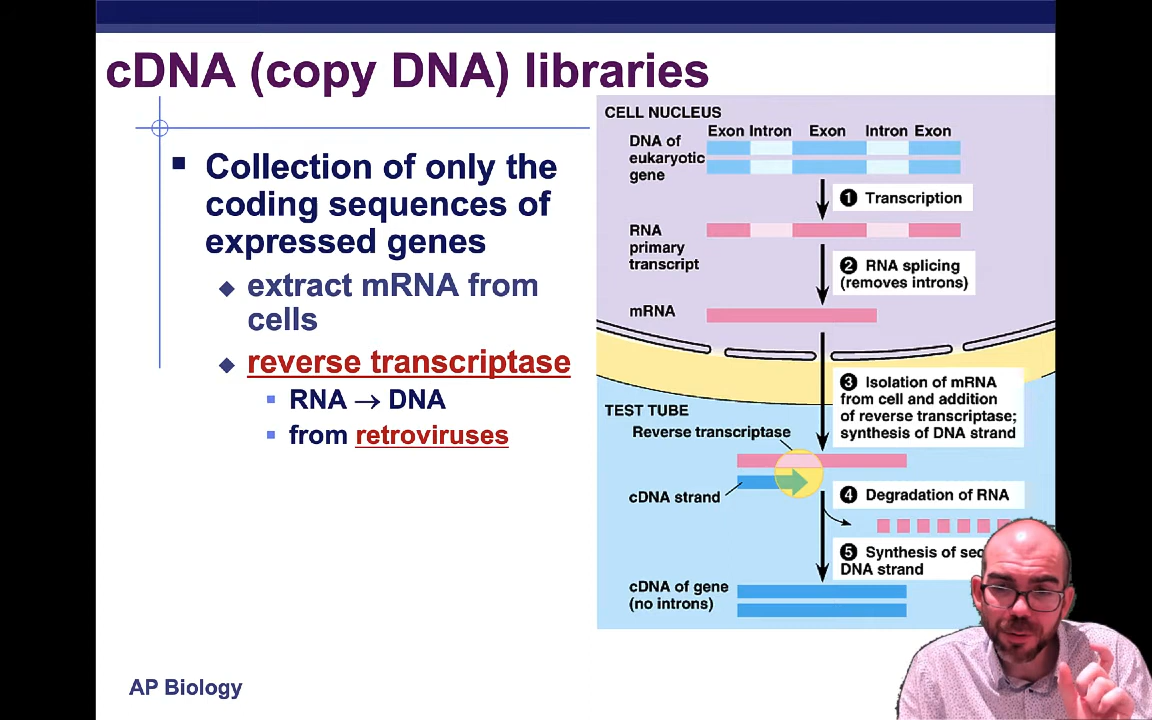 cDNA (copy DNA) libraries
Collection of only the
coding sequences of
expressed genes
extract mRNA from
cells
reverse transcriptase
RNA → DNA
from retroviruses
CELL NUCLEUS
Exon Intron Exon Intron Exon
DNA of
eukaryotic
gene
1 Transcription
RNA
primary
transcript
2 RNA splicing
(removes introns)
mRNA
3 Isolation of mRNA
from cell and addition
of reverse transcriptase;
synthesis of DNA strand
TEST TUBE
Reverse transcriptase
cDNA strand
4 Degradation of RNA
5 Synthesis of
DNA strand
cDNA of gene
(no introns)
AP Biology